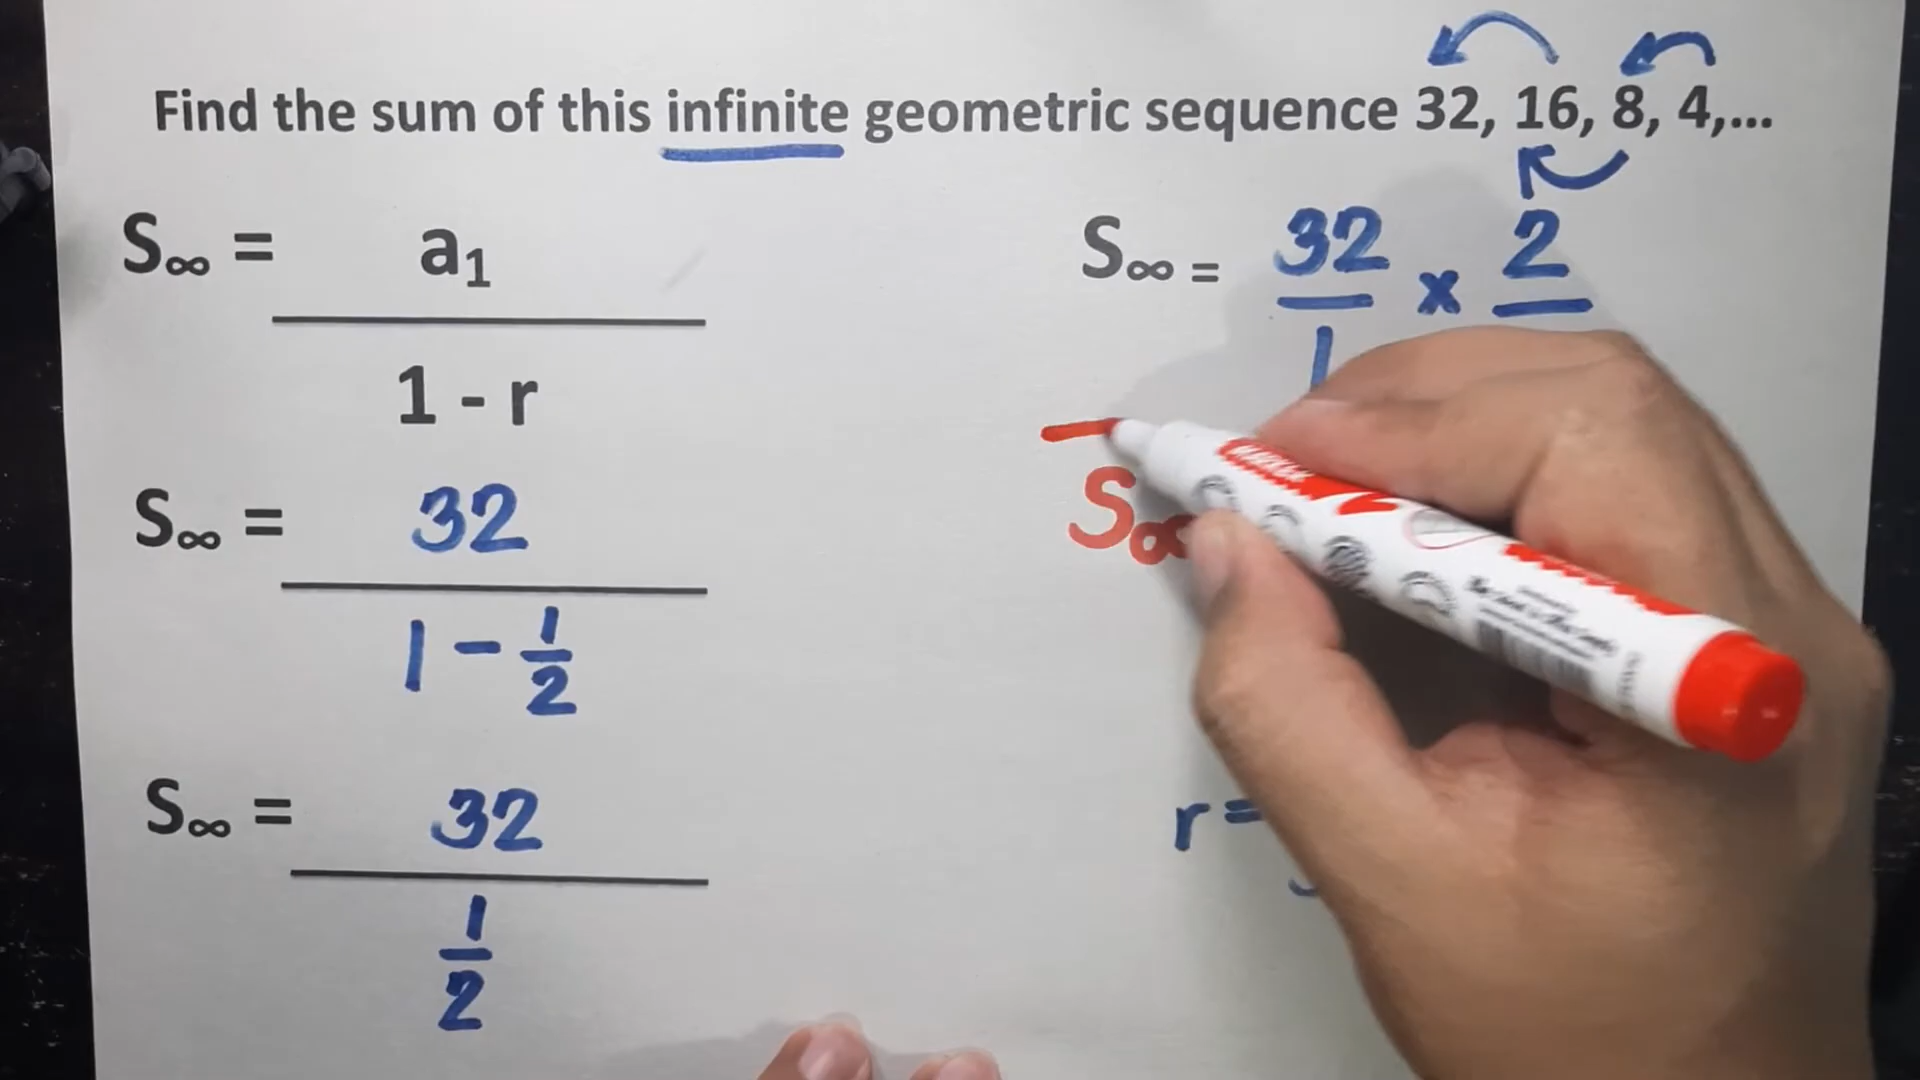 Find the sum of this infinite geometric sequence 32, 16, 8, 4,...
S∞ = a₁
1 - r
S∞ = 32
1 - 1/2
S∞ = 32
1/2
S∞ = 32/1 x 2
S∞
r =